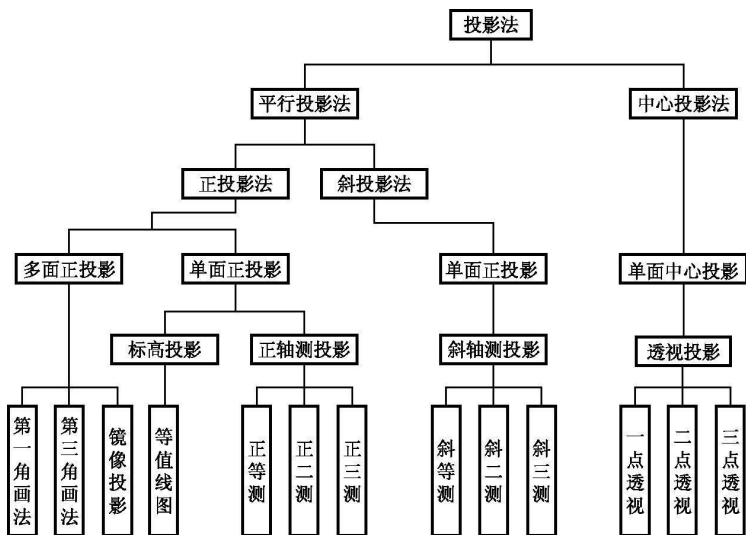 投影法
平行投影法
中心投影法
正投影法
斜投影法
多面正投影
单面正投影
单面正投影
单面中心投影
标高投影
正轴测投影
斜轴测投影
透视投影
第一角画法
第三角画法
镜像投影
等值线图
正等测
正二测
正三测
斜等测
斜二测
斜三测
一点透视
二点透视
三点透视